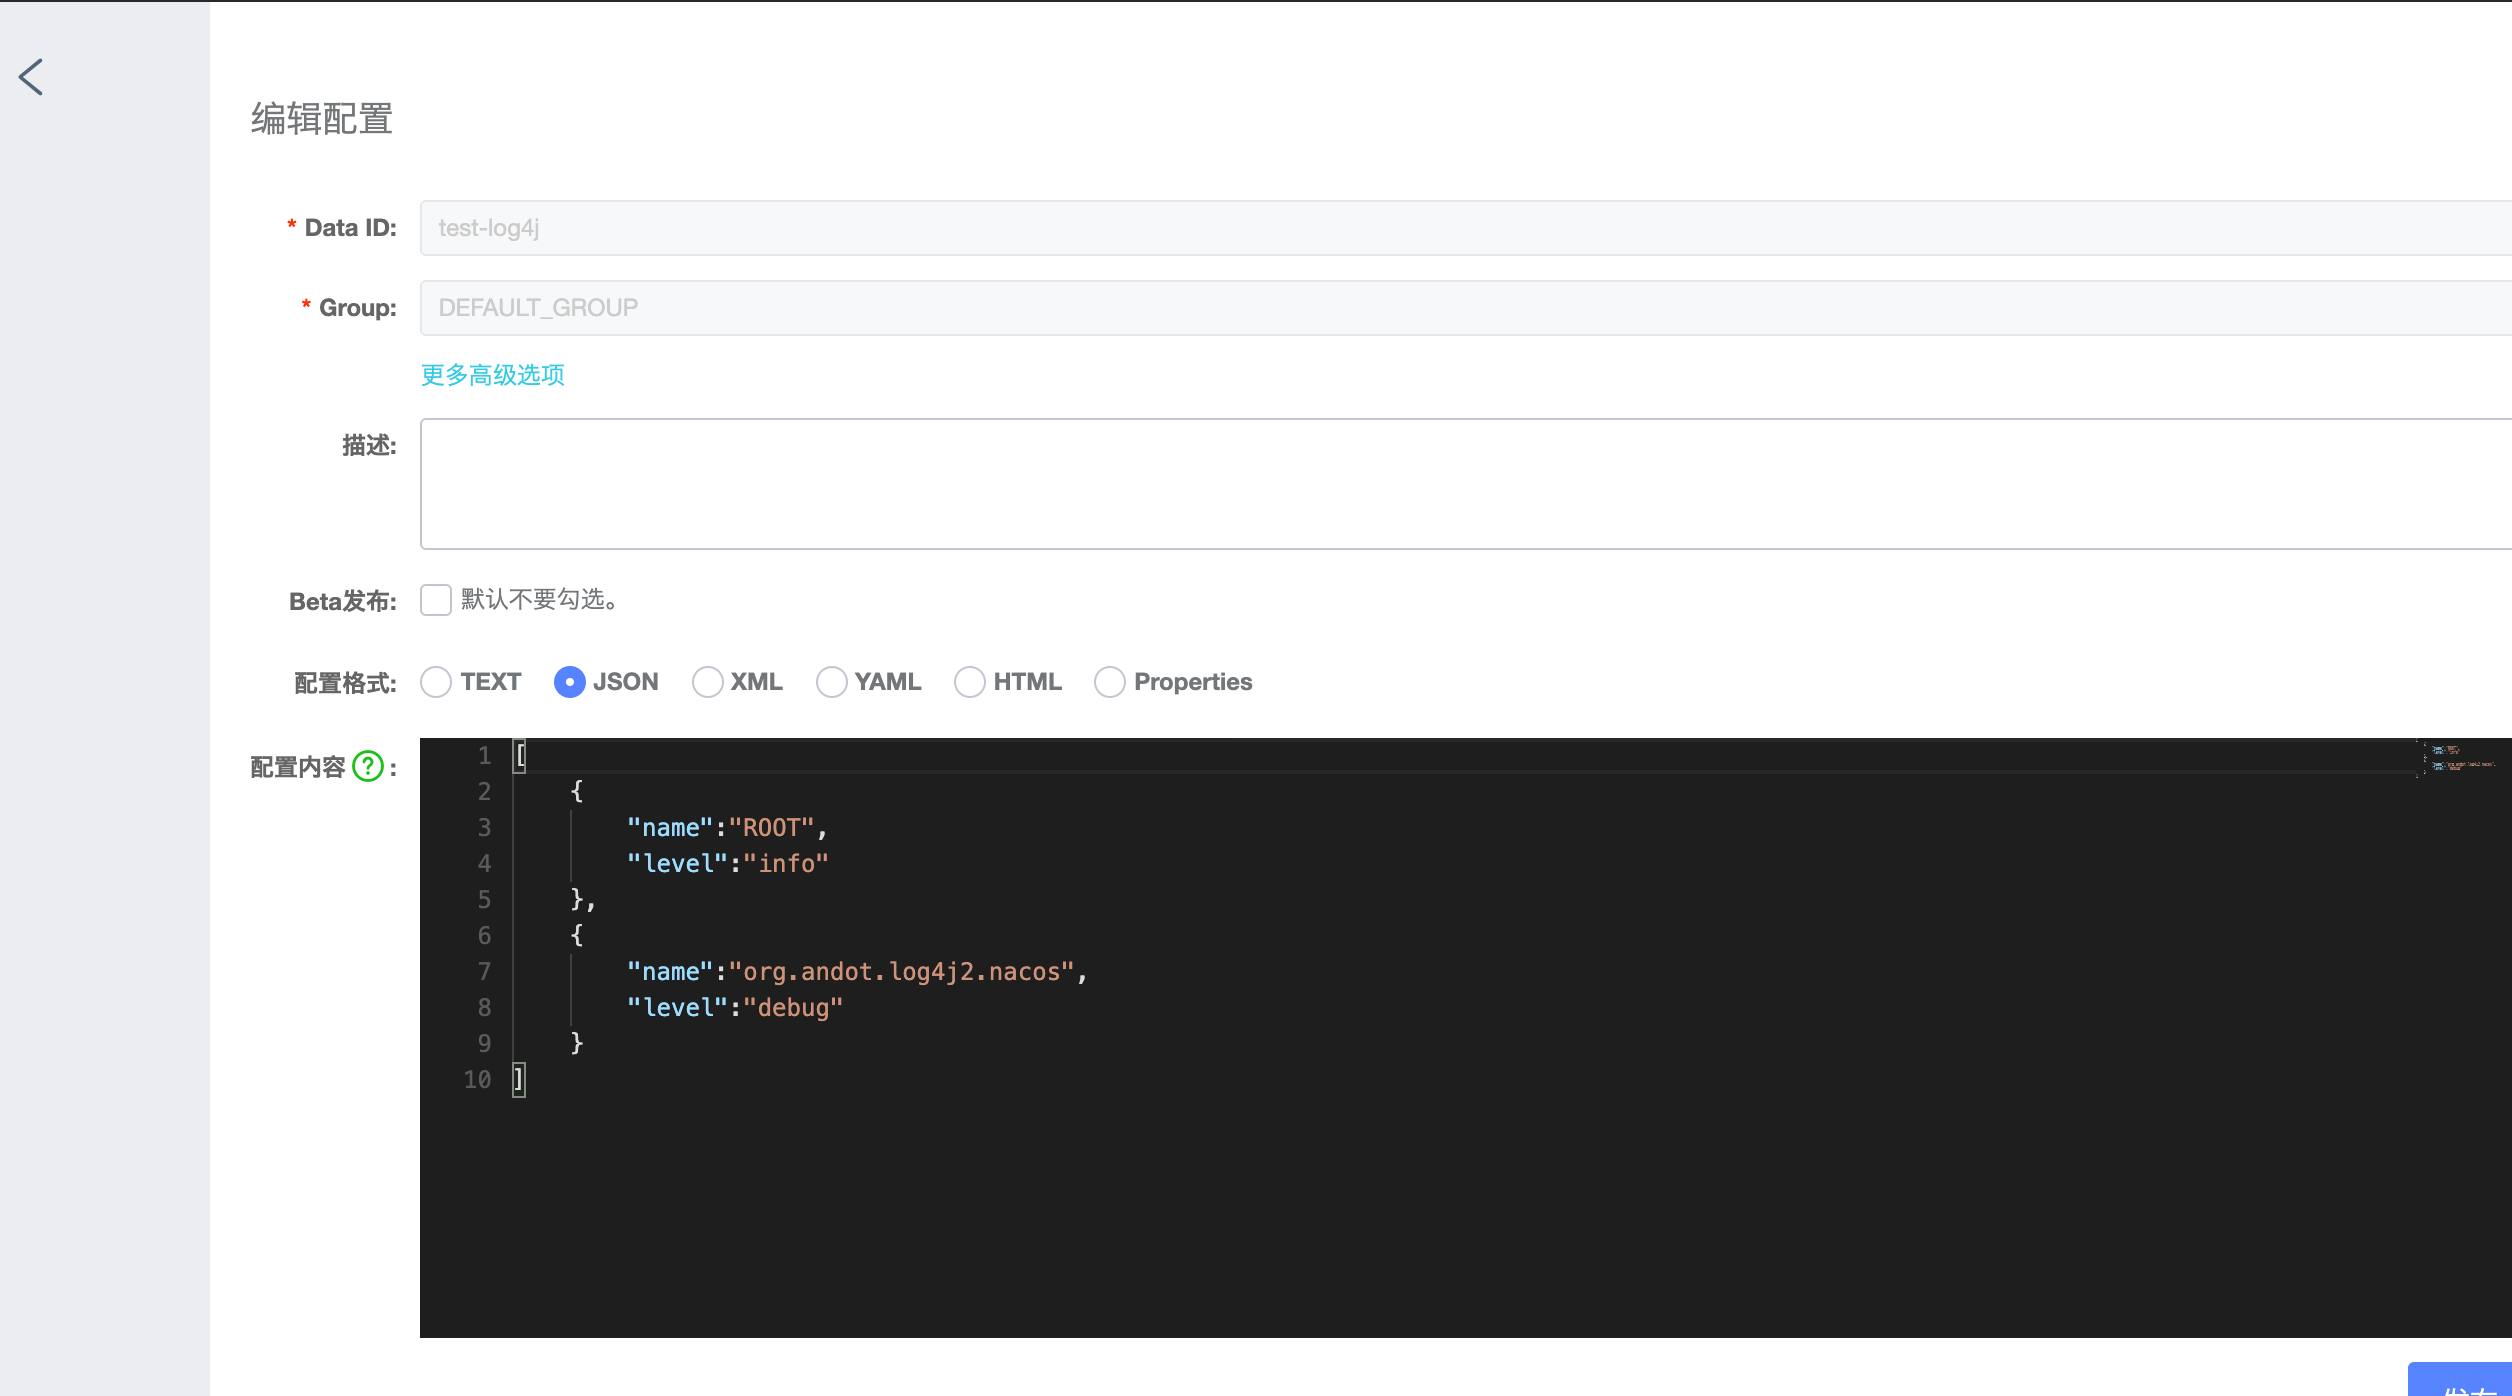 编辑配置
* Data ID: test-log4j
* Group: DEFAULT_GROUP
更多高级选项
描述:
Beta发布: 默认不要勾选。
配置格式: TEXT JSON XML YAML HTML Properties
配置内容 ? :
1 [
2 {
3 "name":"ROOT",
4 "level":"info"
5 },
6 {
7 "name":"org.andot.log4j2.nacos",
8 "level":"debug"
9 }
10 ]